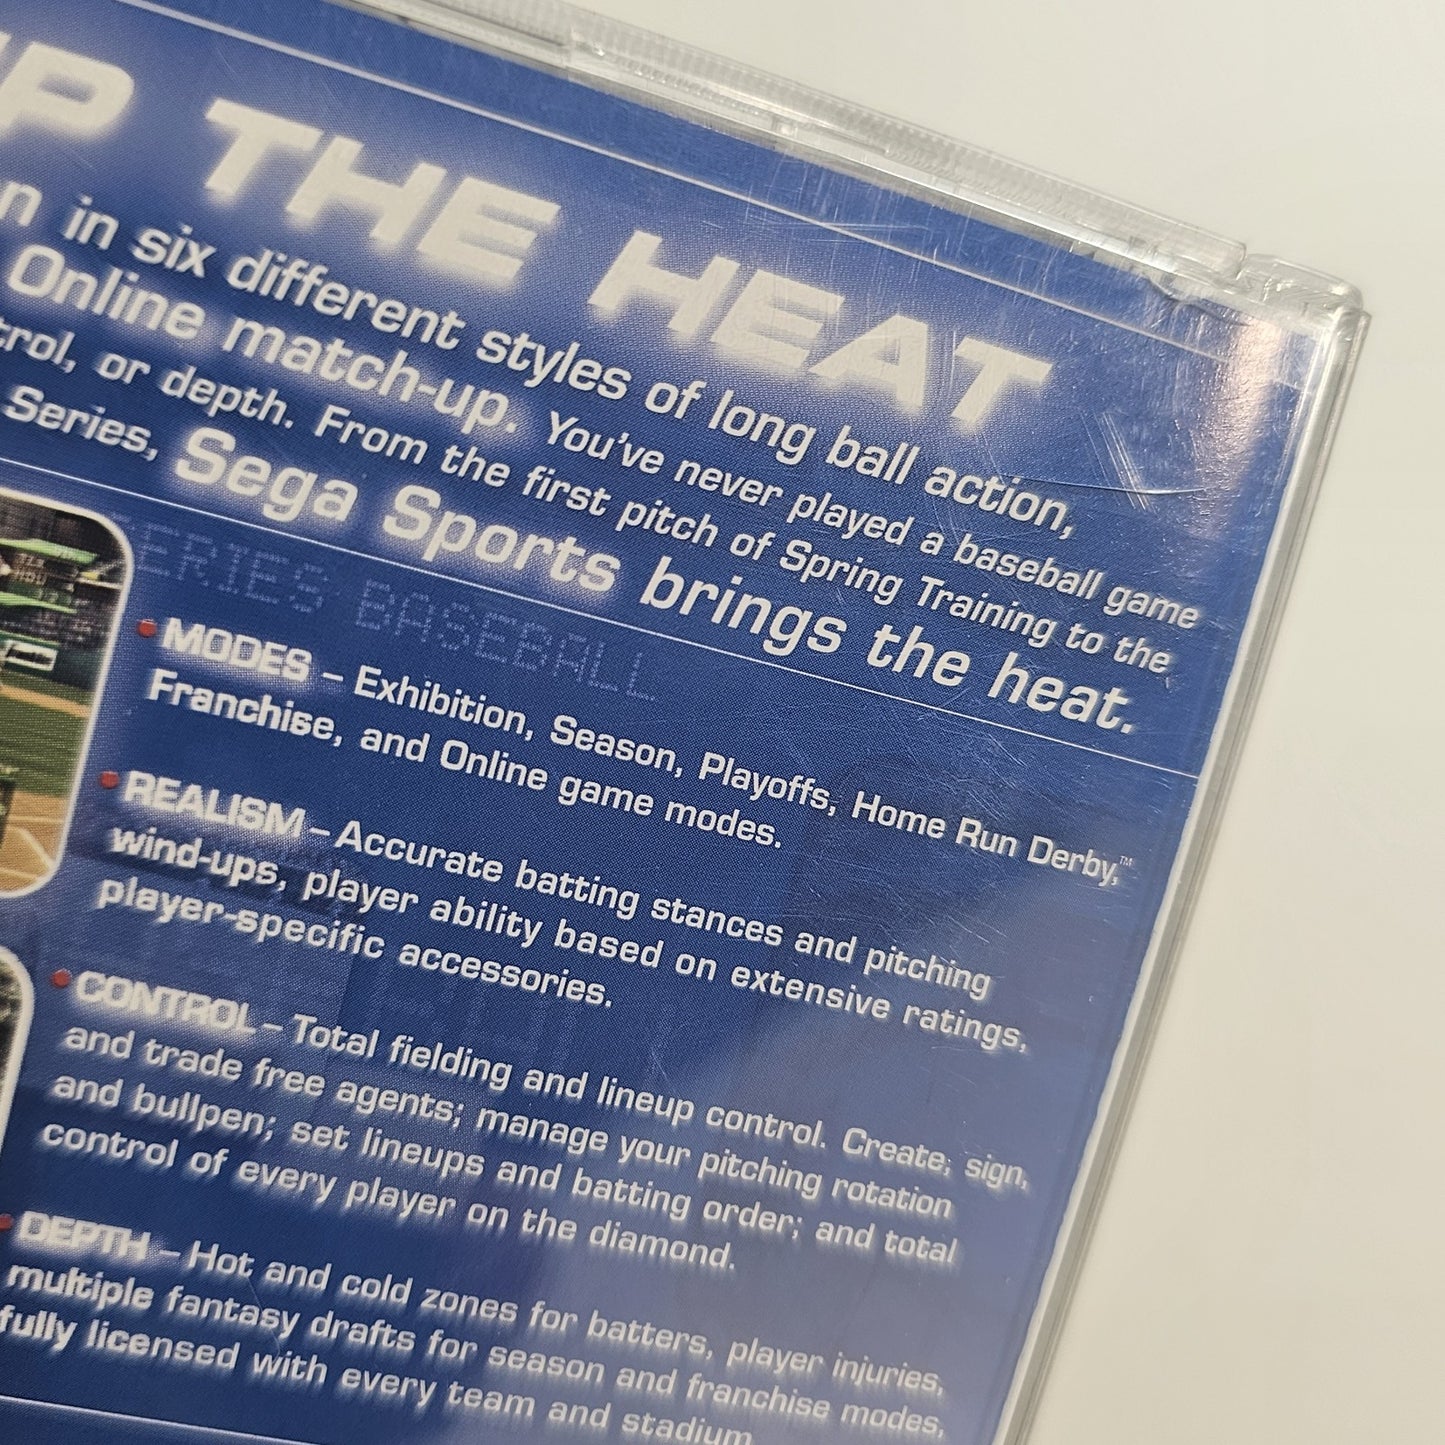 P THE HEAT
n in six different styles of long ball action,
Online match-up. You've never played a baseball game
trol, or depth. From the first pitch of Spring Training to the
Series, Sega Sports brings the heat.
ERIES BASEBALL
• MODES – Exhibition, Season, Playoffs, Home Run Derby,™
Franchise, and Online game modes.
• REALISM – Accurate batting stances and pitching
wind-ups, player ability based on extensive ratings,
player-specific accessories.
• CONTROL – Total fielding and lineup control. Create, sign,
and trade free agents; manage your pitching rotation
and bullpen; set lineups and batting order; and total
control of every player on the diamond.
• DEPTH – Hot and cold zones for batters, player injuries,
multiple fantasy drafts for season and franchise modes,
fully licensed with every team and stadium